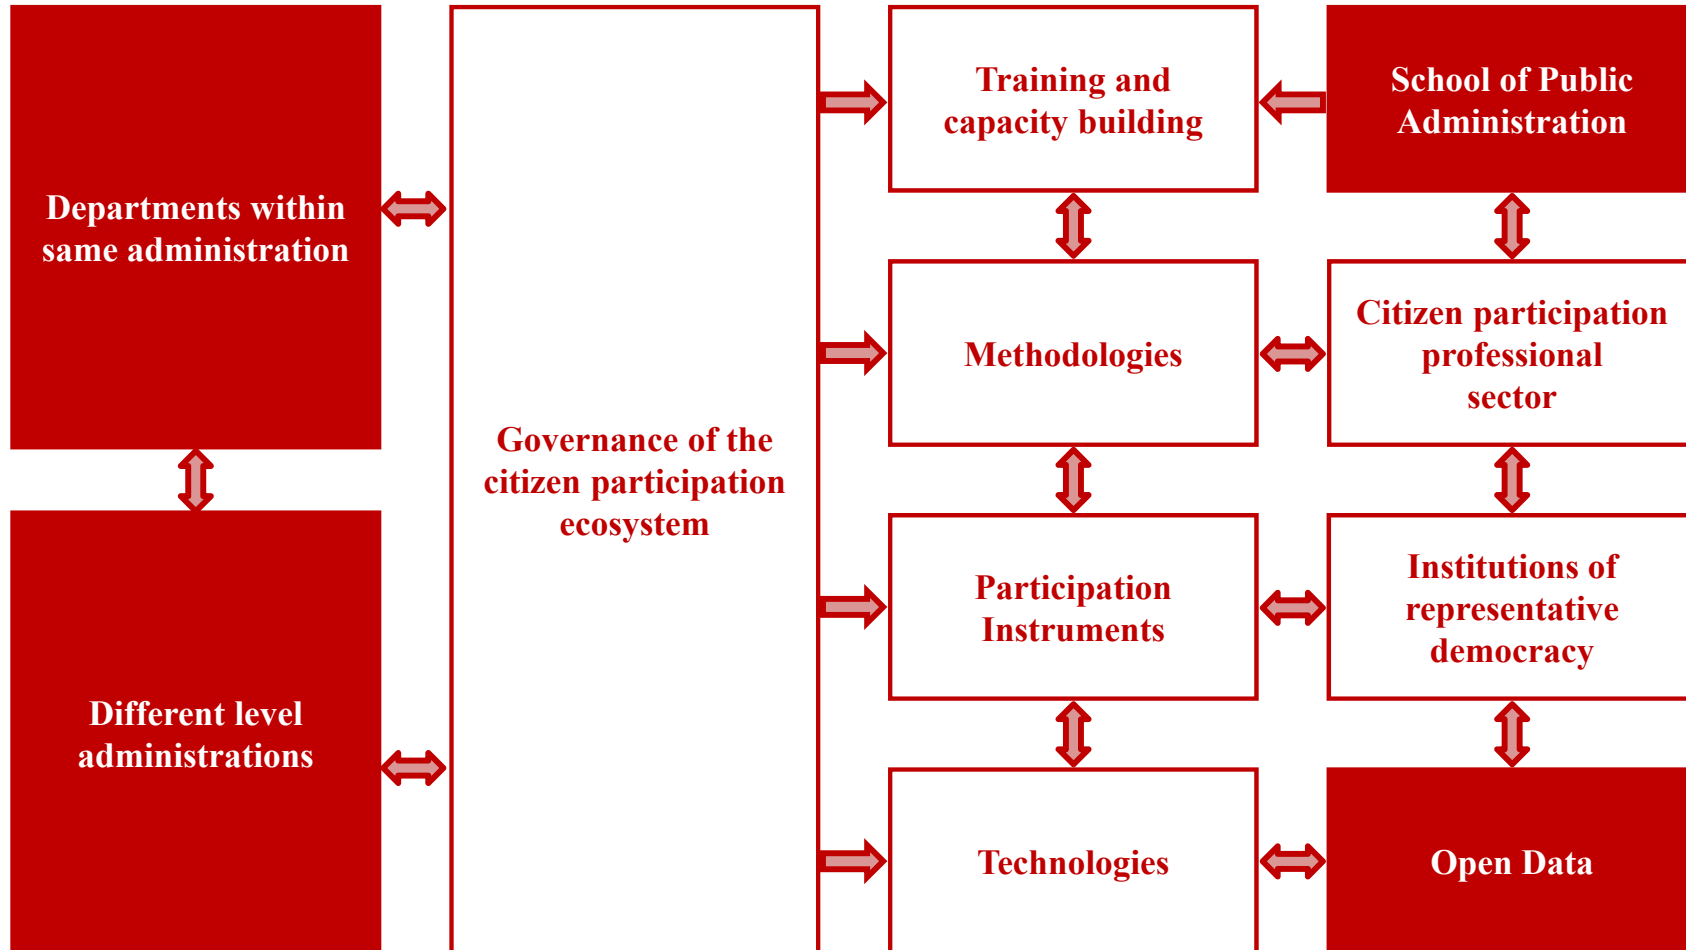 Departments within
same administration
Different level
administrations
Governance of the
citizen participation
ecosystem
Training and
capacity building
Methodologies
Participation
Instruments
Technologies
School of Public
Administration
Citizen participation
professional
sector
Institutions of
representative
democracy
Open Data